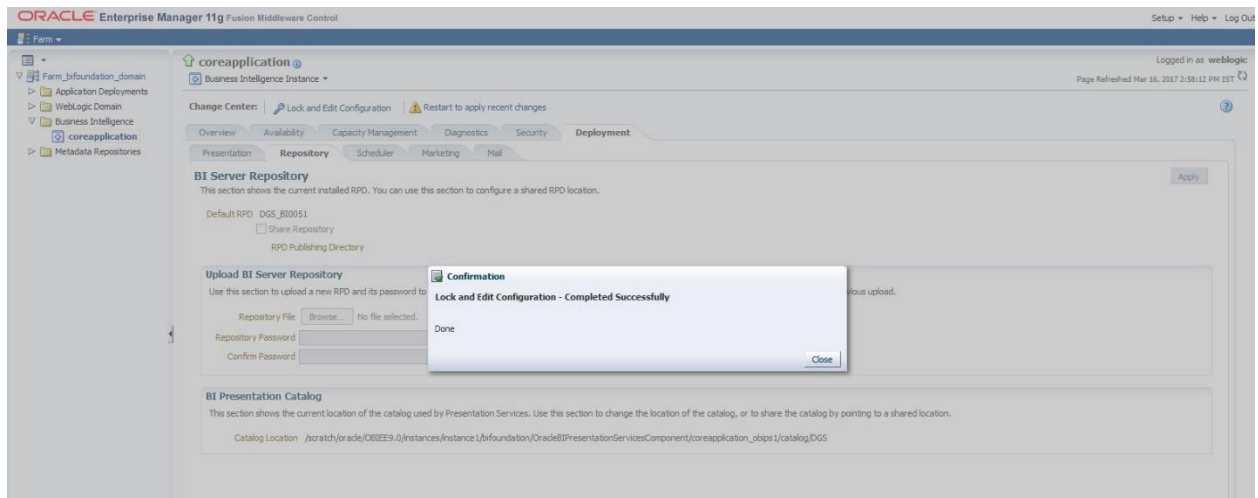 ORACLE Enterprise Manager 11g Fusion Middleware Control
Setup Help Log Out
Farm
Farm_bifoundation_domain
Application Deployments
WebLogic Domain
Business Intelligence
coreapplication
Metadata Repositories
coreapplication
Logged in as weblogic
Business Intelligence Instance
Page Refreshed Mar 16, 2017 2:58:12 PM IST
Change Center: Lock and Edit Configuration Restart to apply recent changes
Overview Availability Capacity Management Diagnostics Security Deployment
Presentation Repository Scheduler Marketing Mail
BI Server Repository
Apply
This section shows the current installed RPD. You can use this section to configure a shared RPD location.
Default RPD DGS_BI0051
Share Repository
RPD Publishing Directory
Upload BI Server Repository
Use this section to upload a new RPD and its password to
vious upload.
Repository File Browse... No file selected.
Repository Password
Confirm Password
Confirmation
Lock and Edit Configuration - Completed Successfully
Done
Close
BI Presentation Catalog
This section shows the current location of the catalog used by Presentation Services. Use this section to change the location of the catalog, or to share the catalog by pointing to a shared location.
Catalog Location /scratch/oracle/OBIEE9.0/instances/instance1/bifoundation/OracleBIPresentationServicesComponent/coreapplication_obips1/catalog/DGS